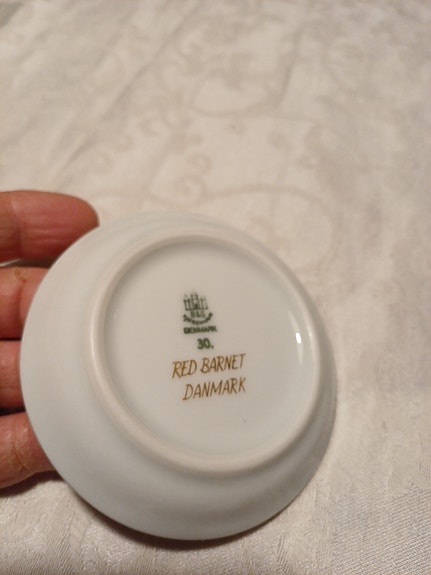 B&G
DENMARK
30.
RED BARNET
DANMARK